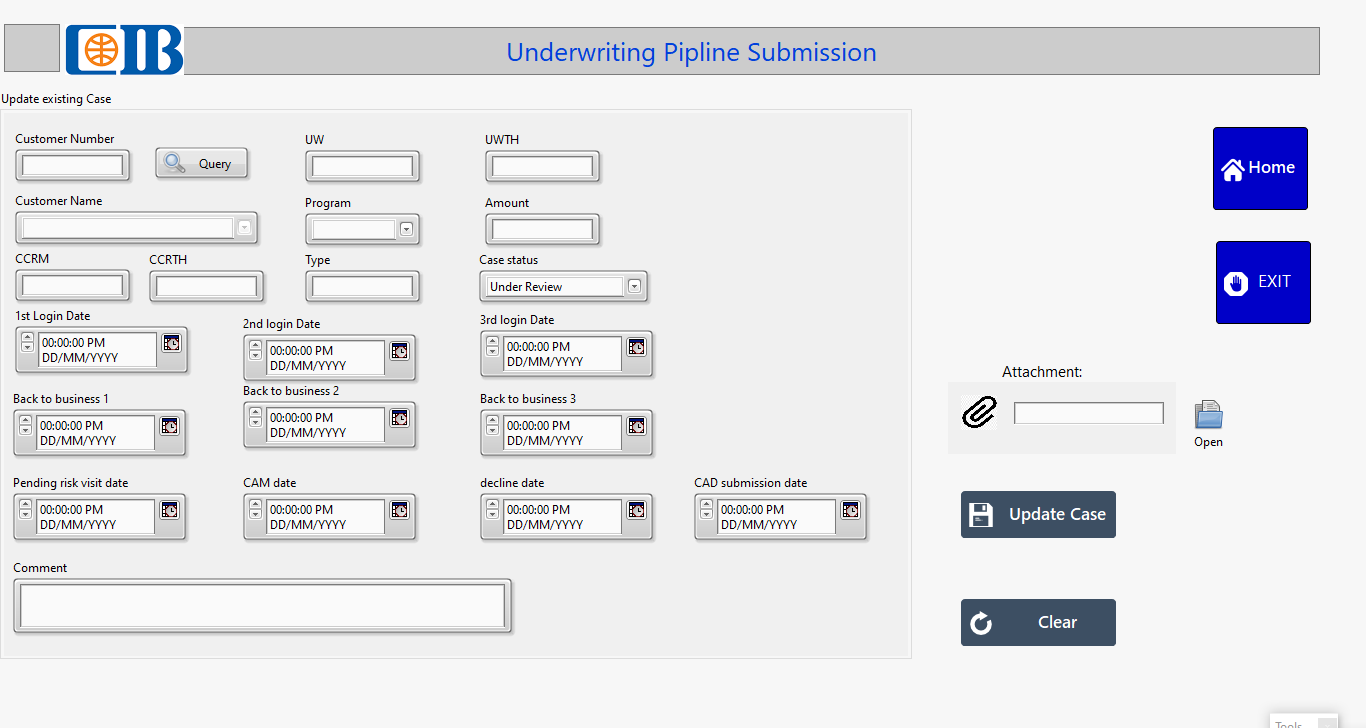 CIB
Underwriting Pipline Submission
Update existing Case
Customer Number
Query
UW
UWTH
Customer Name
Program
Amount
CCRM
CCRTH
Type
Case status
Under Review
1st Login Date
00:00:00 PM
DD/MM/YYYY
2nd login Date
00:00:00 PM
DD/MM/YYYY
3rd login Date
00:00:00 PM
DD/MM/YYYY
Back to business 1
00:00:00 PM
DD/MM/YYYY
Back to business 2
00:00:00 PM
DD/MM/YYYY
Back to business 3
00:00:00 PM
DD/MM/YYYY
Pending risk visit date
00:00:00 PM
DD/MM/YYYY
CAM date
00:00:00 PM
DD/MM/YYYY
decline date
00:00:00 PM
DD/MM/YYYY
CAD submission date
00:00:00 PM
DD/MM/YYYY
Comment
Home
EXIT
Attachment:
Open
Update Case
Clear
Tools